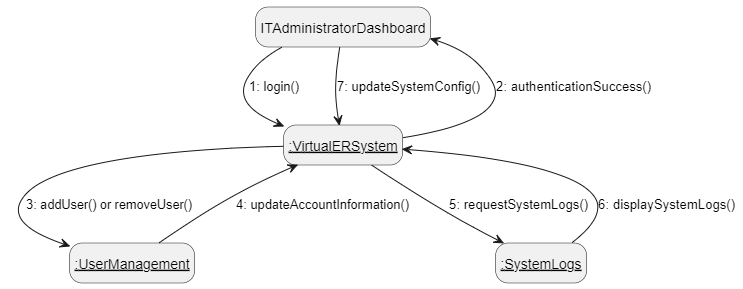 ITAdministratorDashboard
1: login()
7: updateSystemConfig()
2: authenticationSuccess()
:VirtualERSystem
3: addUser() or removeUser()
4: updateAccountInformation()
5: requestSystemLogs()
6: displaySystemLogs()
:UserManagement
:SystemLogs